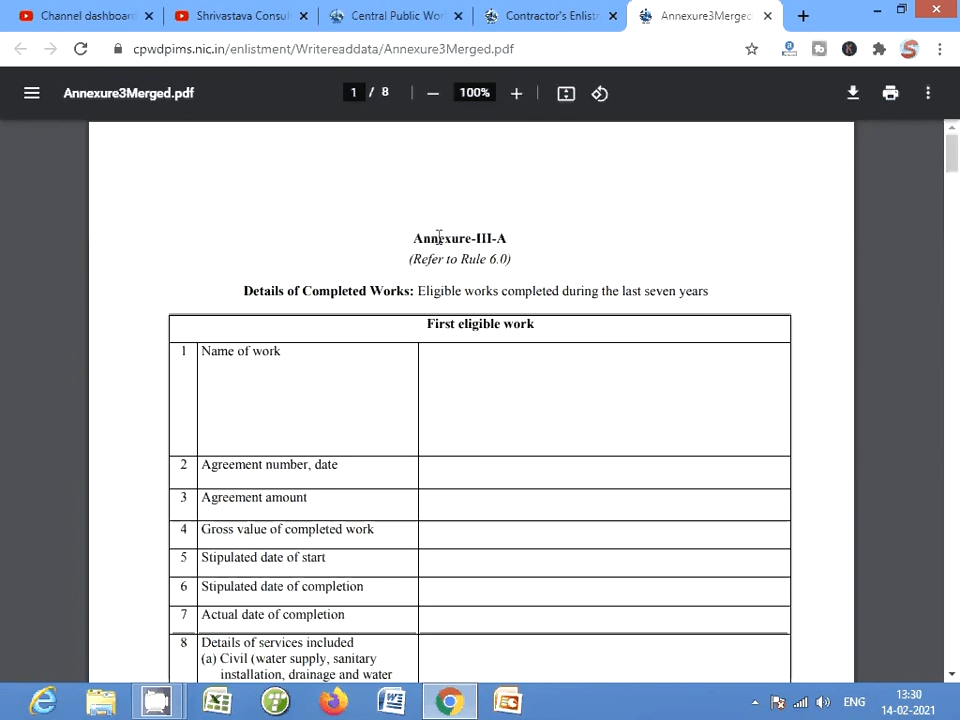 Channel dashboard
Shrivastava Consul
Central Public Wor
Contractor's Enlistr
Annexure3Merged
cpwdpims.nic.in/enlistment/Writereaddata/Annexure3Merged.pdf
Annexure3Merged.pdf
1 / 8
100%
Annexure-III-A
(Refer to Rule 6.0)
Details of Completed Works: Eligible works completed during the last seven years
First eligible work
1 Name of work
2 Agreement number, date
3 Agreement amount
4 Gross value of completed work
5 Stipulated date of start
6 Stipulated date of completion
7 Actual date of completion
8 Details of services included
(a) Civil (water supply, sanitary
installation, drainage and water
ENG
13:30
14-02-2021